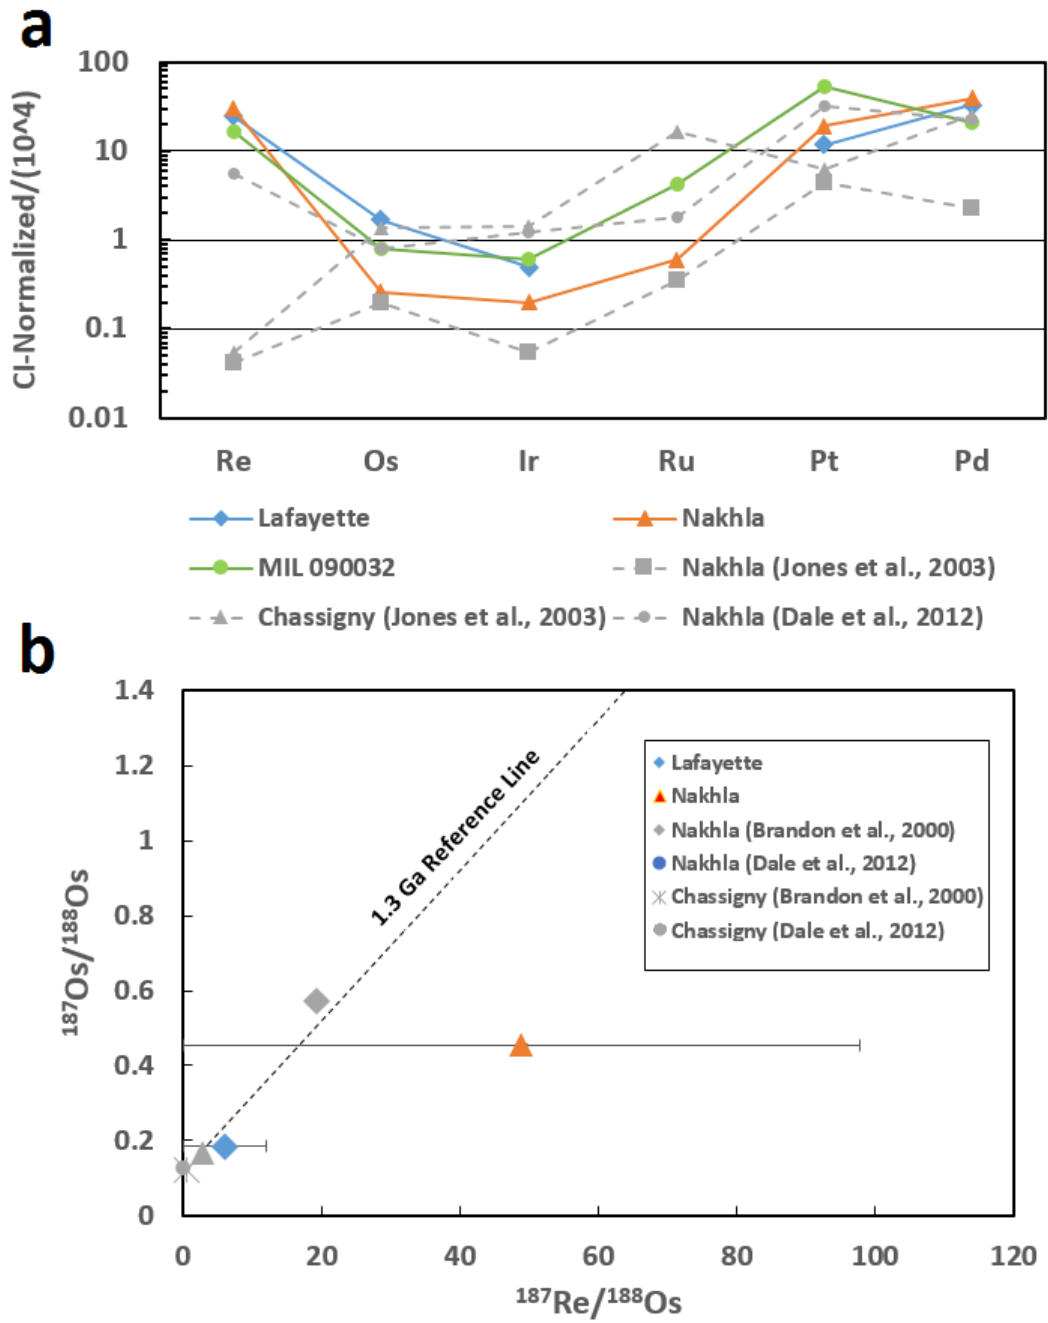 a
100
10
1
0.1
0.01
CI-Normalized/(10^4)
Re Os Ir Ru Pt Pd
Lafayette Nakhla
MIL 090032 Nakhla (Jones et al., 2003)
Chassigny (Jones et al., 2003) Nakhla (Dale et al., 2012)
b
1.4
1.2
1
0.8
0.6
0.4
0.2
0
187Os/188Os
1.3 Ga Reference Line
Lafayette
Nakhla
Nakhla (Brandon et al., 2000)
Nakhla (Dale et al., 2012)
Chassigny (Brandon et al., 2000)
Chassigny (Dale et al., 2012)
0 20 40 60 80 100 120
187Re/188Os